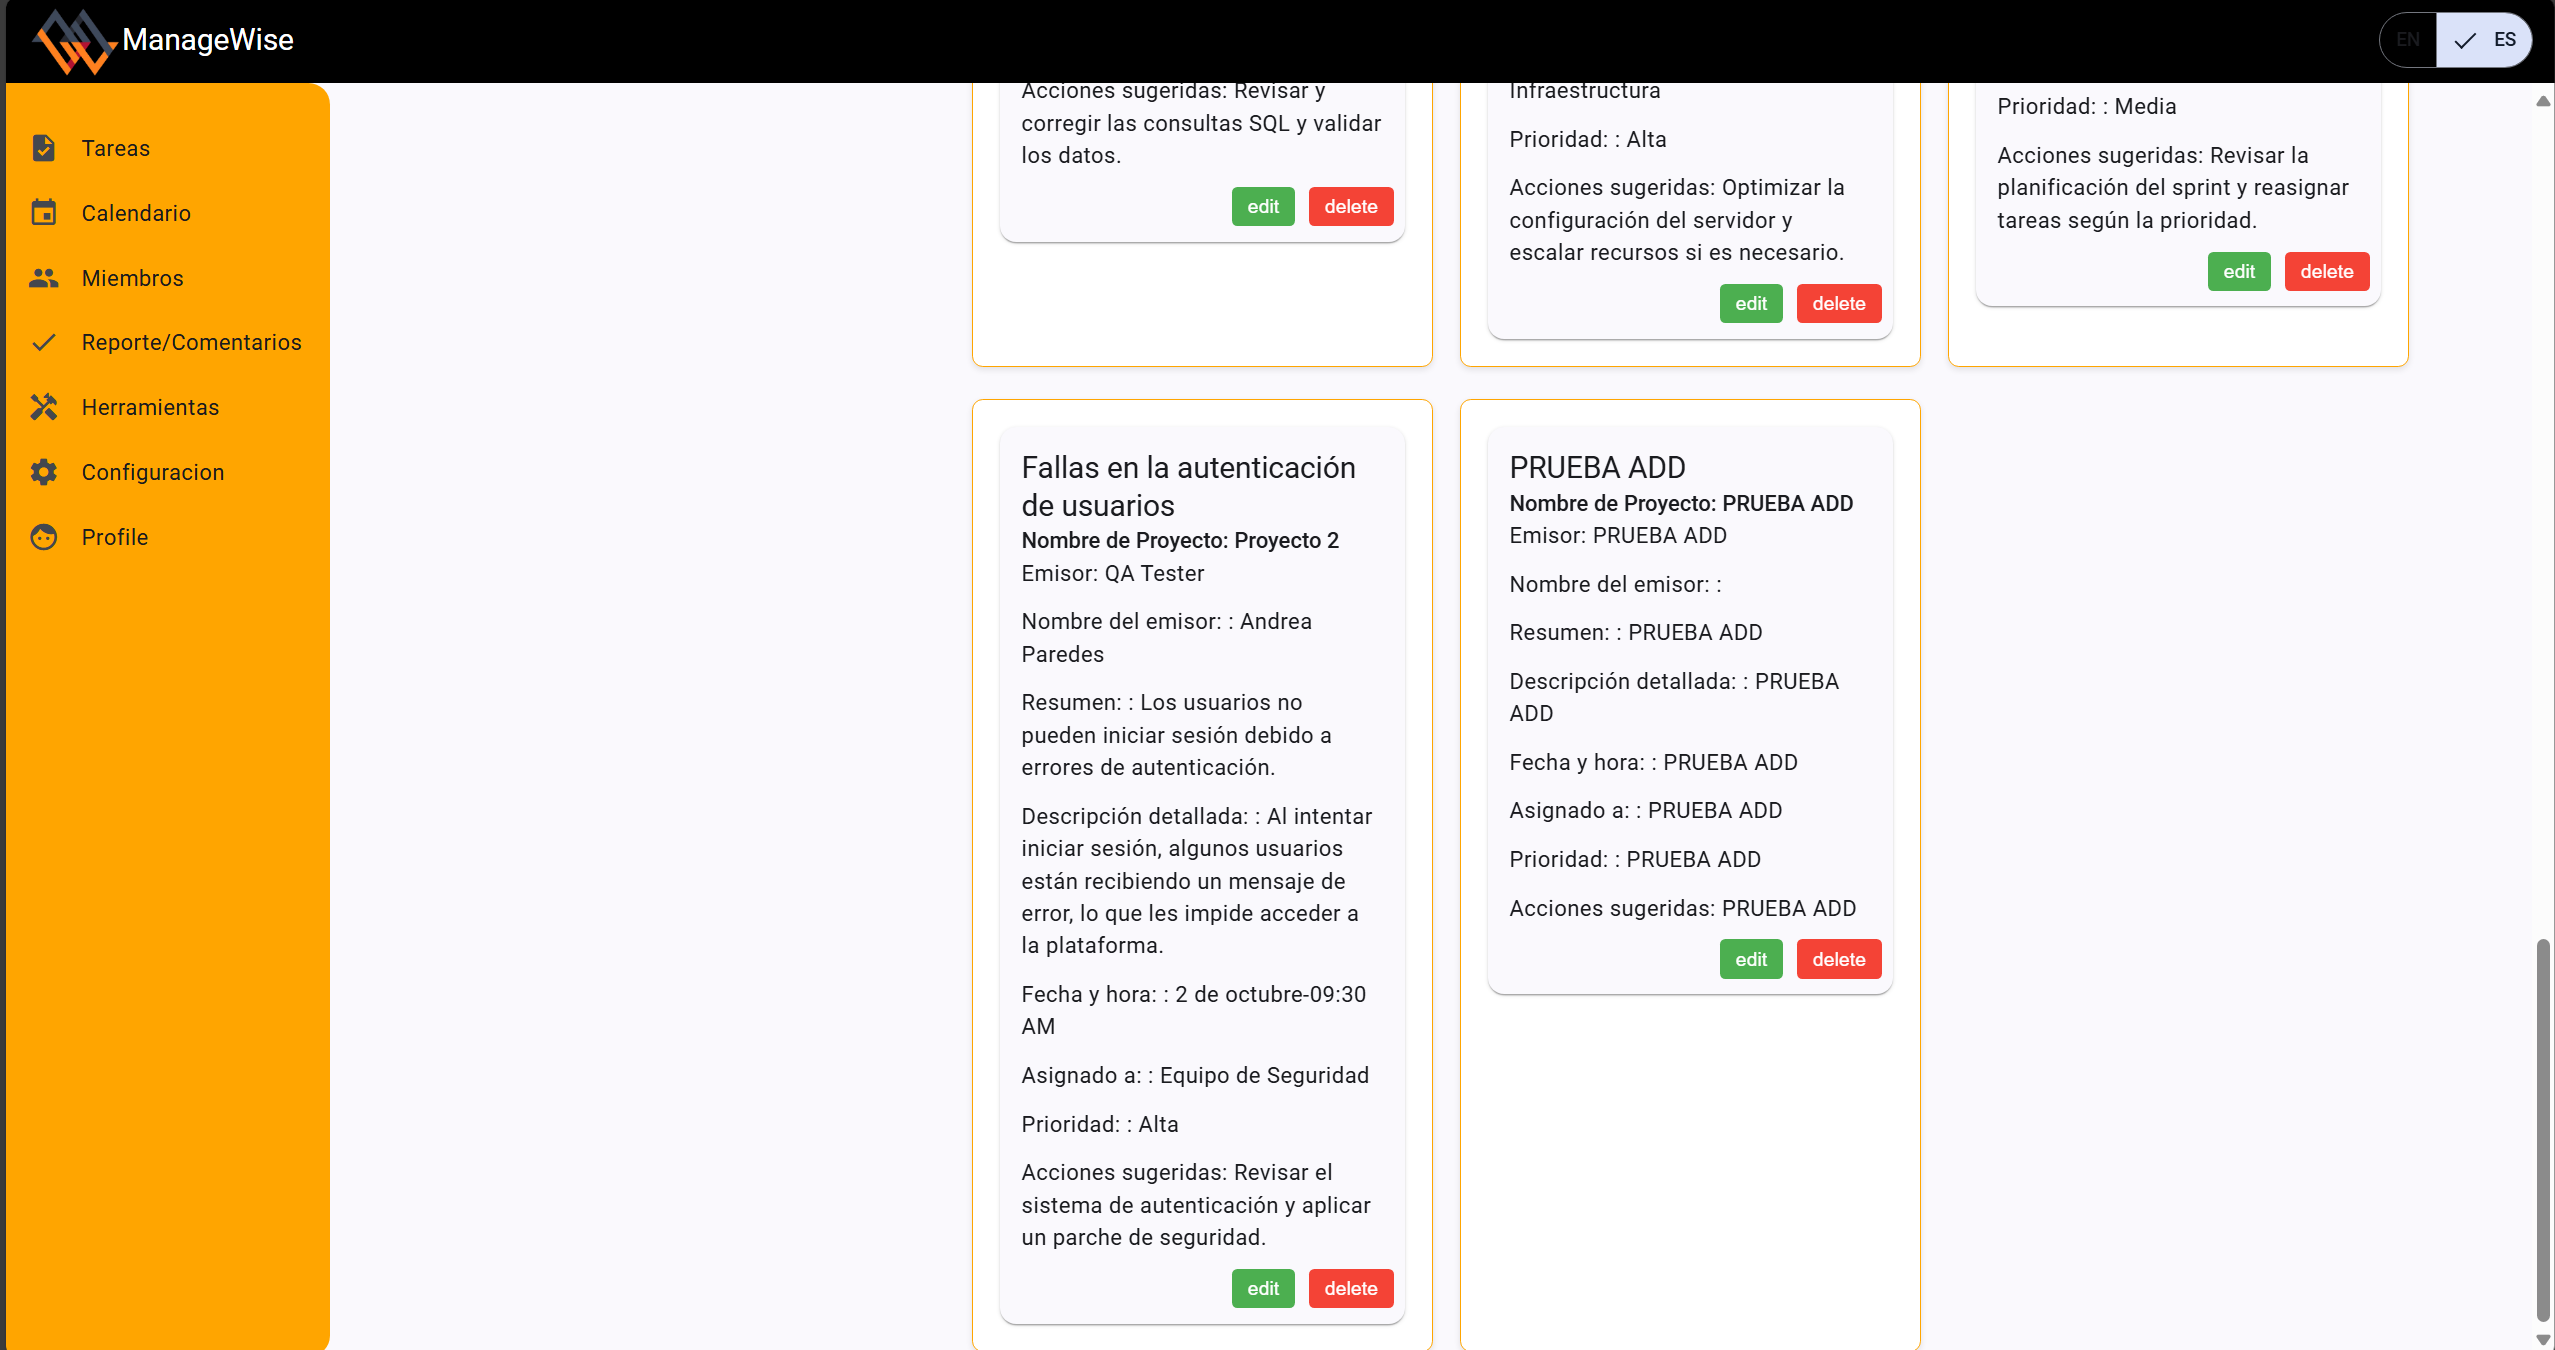 ManageWise
EN
ES
Tareas
Calendario
Miembros
Reporte/Comentarios
Herramientas
Configuracion
Profile
Acciones sugeridas: Revisar y
corregir las consultas SQL y validar
los datos.
edit
delete
Infraestructura
Prioridad: : Alta
Acciones sugeridas: Optimizar la
configuración del servidor y
escalar recursos si es necesario.
edit
delete
Prioridad: : Media
Acciones sugeridas: Revisar la
planificación del sprint y reasignar
tareas según la prioridad.
edit
delete
Fallas en la autenticación
de usuarios
Nombre de Proyecto: Proyecto 2
Emisor: QA Tester
Nombre del emisor: : Andrea
Paredes
Resumen: : Los usuarios no
pueden iniciar sesión debido a
errores de autenticación.
Descripción detallada: : Al intentar
iniciar sesión, algunos usuarios
están recibiendo un mensaje de
error, lo que les impide acceder a
la plataforma.
Fecha y hora: : 2 de octubre-09:30
AM
Asignado a: : Equipo de Seguridad
Prioridad: : Alta
Acciones sugeridas: Revisar el
sistema de autenticación y aplicar
un parche de seguridad.
edit
delete
PRUEBA ADD
Nombre de Proyecto: PRUEBA ADD
Emisor: PRUEBA ADD
Nombre del emisor: :
Resumen: : PRUEBA ADD
Descripción detallada: : PRUEBA
ADD
Fecha y hora: : PRUEBA ADD
Asignado a: : PRUEBA ADD
Prioridad: : PRUEBA ADD
Acciones sugeridas: PRUEBA ADD
edit
delete